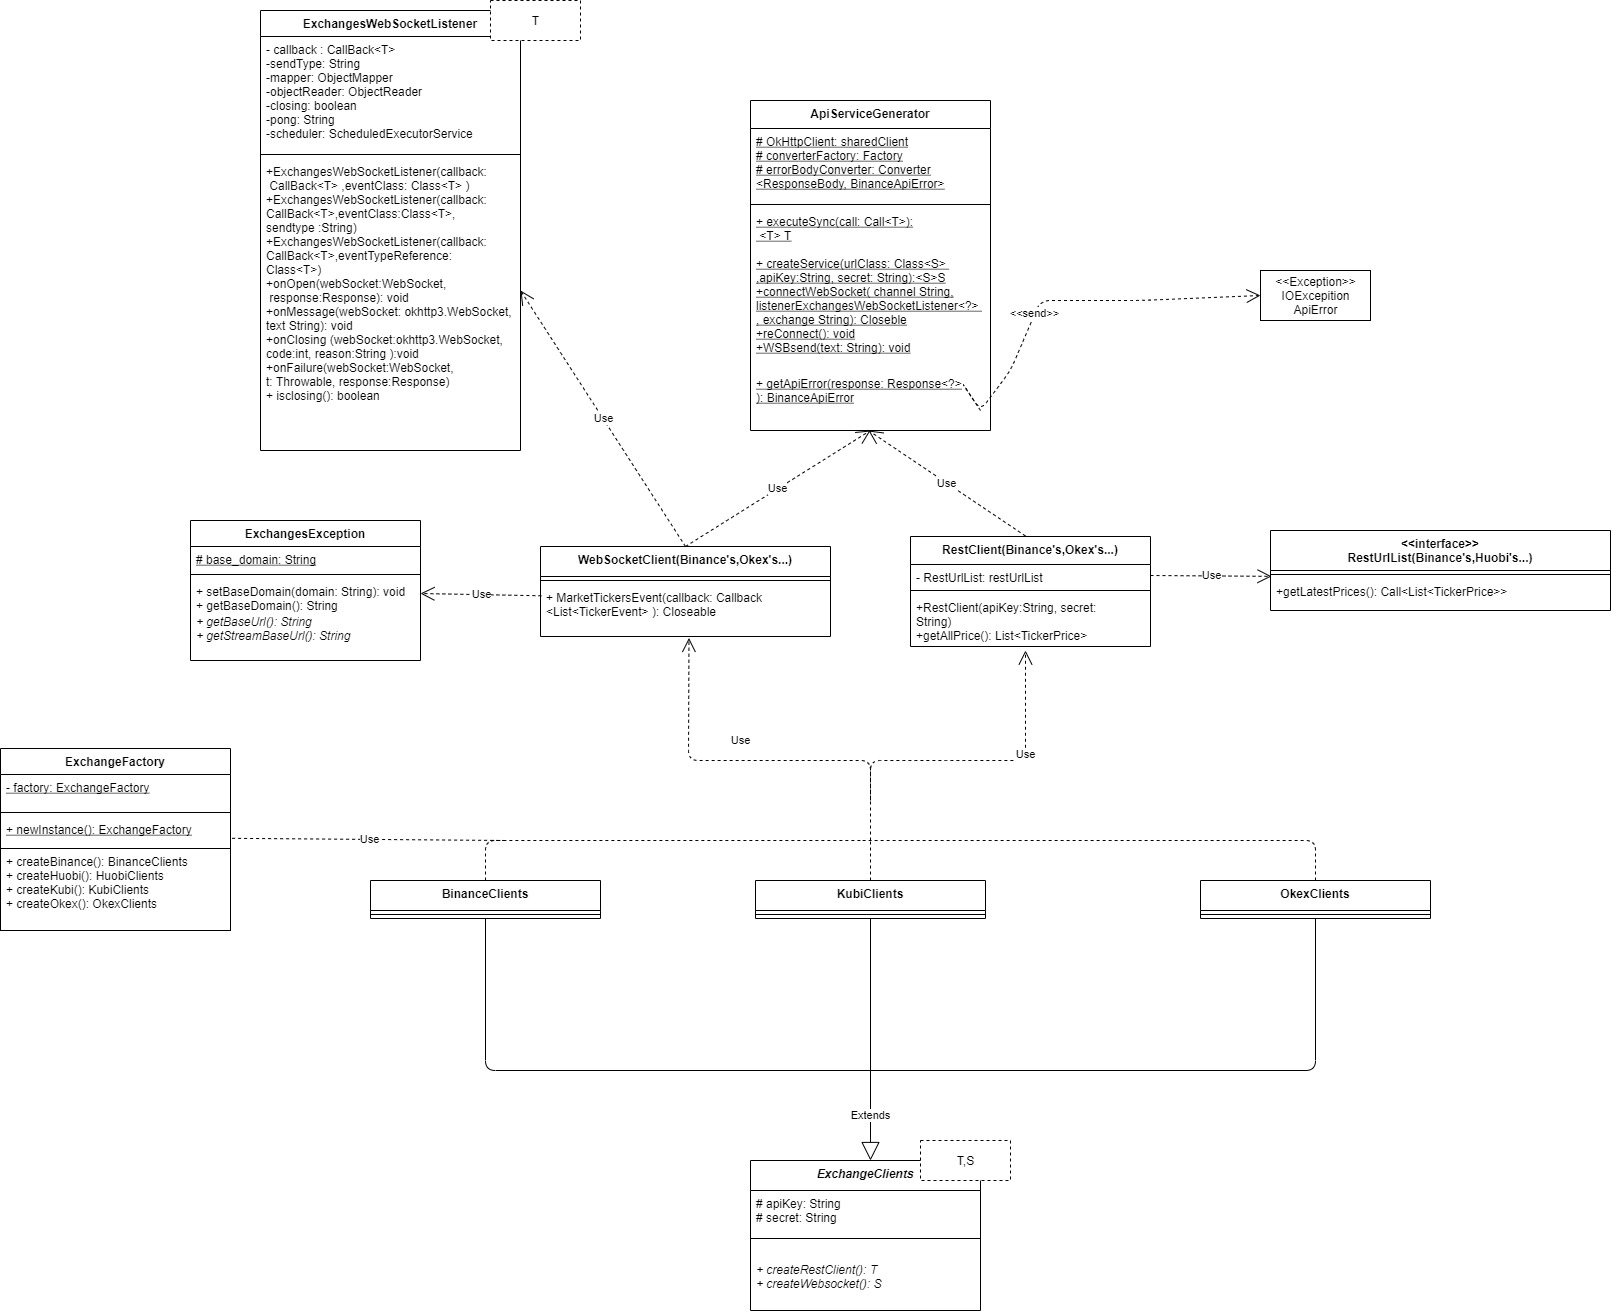 ExchangesWebSocketListener
T
- callback : CallBack<T>
-sendType: String
-mapper: ObjectMapper
-objectReader: ObjectReader
-closing: boolean
-pong: String
-scheduler: ScheduledExecutorService
+ExchangesWebSocketListener(callback:
CallBack<T> ,eventClass: Class<T> )
+ExchangesWebSocketListener(callback:
CallBack<T>,eventClass:Class<T>,
sendtype :String)
+ExchangesWebSocketListener(callback:
CallBack<T>,eventTypeReference:
Class<T>)
+onOpen(webSocket:WebSocket,
response:Response): void
+onMessage(webSocket: okhttp3.WebSocket,
text String): void
+onClosing (webSocket:okhttp3.WebSocket,
code:int, reason:String ):void
+onFailure(webSocket:WebSocket,
t: Throwable, response:Response)
+ isclosing(): boolean
ApiServiceGenerator
# OkHttpClient: sharedClient
# converterFactory: Factory
# errorBodyConverter: Converter
<ResponseBody, BinanceApiError>
+ executeSync(call: Call<T>):
<T> T
+ createService(urlClass: Class<S>
,apiKey:String, secret: String):<S>S
+connectWebSocket( channel String,
listenerExchangesWebSocketListener<?>
, exchange String): Closeble
+reConnect(): void
+WSBsend(text: String): void
+ getApiError(response: Response<?>
): BinanceApiError
<<send>>
<<Exception>>
IOExcepition
ApiError
Use
Use
Use
ExchangesException
# base_domain: String
+ setBaseDomain(domain: String): void
+ getBaseDomain(): String
+ getBaseUrl(): String
+ getStreamBaseUrl(): String
Use
WebSocketClient(Binance's,Okex's...)
+ MarketTickersEvent(callback: Callback
<List<TickerEvent> ): Closeable
RestClient(Binance's,Okex's...)
- RestUrlList: restUrlList
+RestClient(apiKey:String, secret:
String)
+getAllPrice(): List<TickerPrice>
Use
<<interface>>
RestUrlList(Binance's,Huobi's...)
+getLatestPrices(): Call<List<TickerPrice>>
Use
Use
ExchangeFactory
- factory: ExchangeFactory
+ newInstance(): ExchangeFactory
+ createBinance(): BinanceClients
+ createHuobi(): HuobiClients
+ createKubi(): KubiClients
+ createOkex(): OkexClients
Use
BinanceClients
KubiClients
OkexClients
Extends
ExchangeClients
T,S
# apiKey: String
# secret: String
+ createRestClient(): T
+ createWebsocket(): S